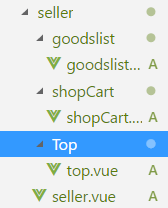 seller
goodslist
goodslist...
A
shopCart
shopCart....
A
Top
top.vue
A
seller.vue
A